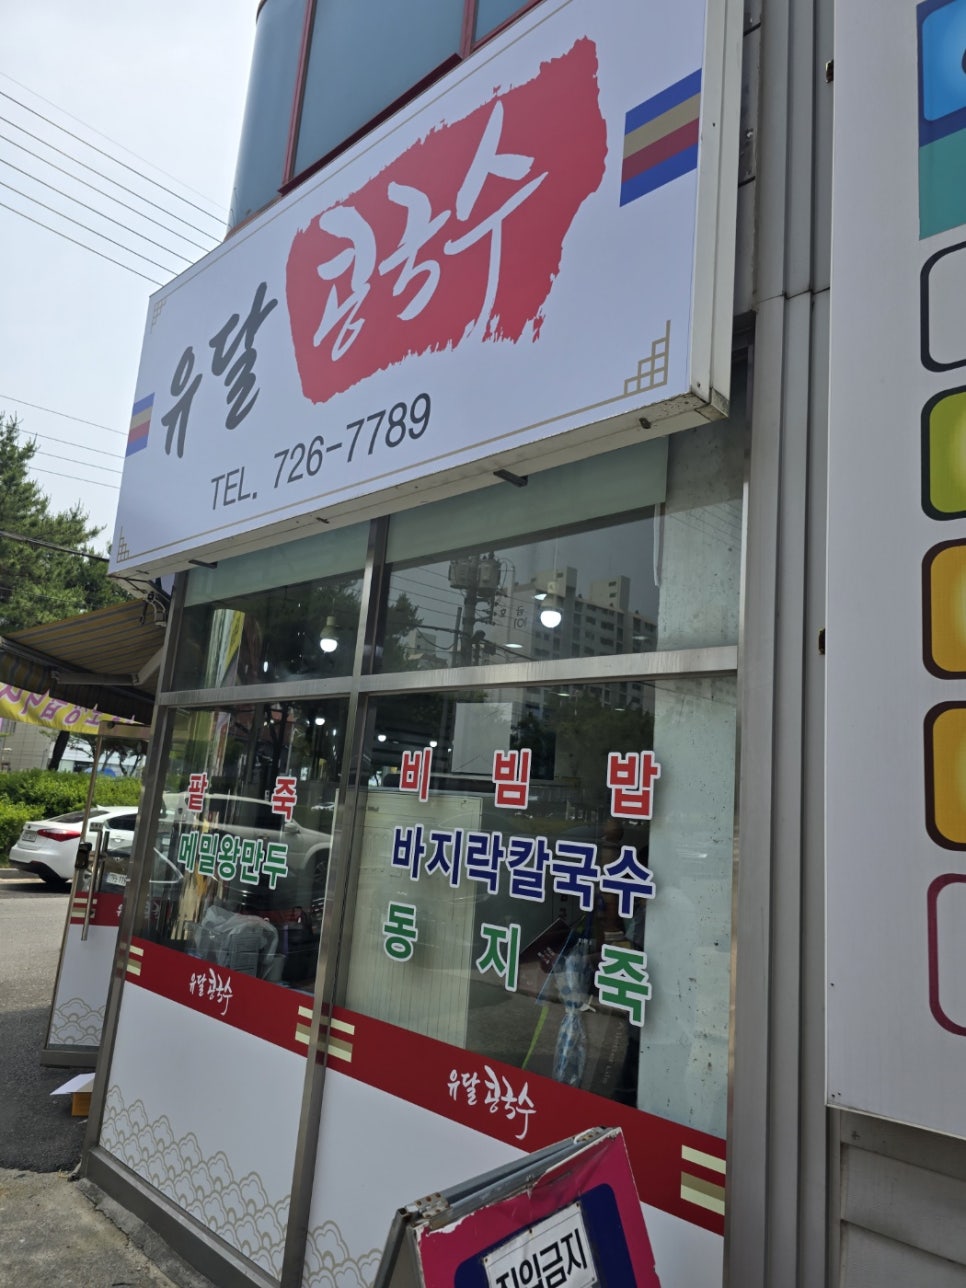 유달 콩국수
TEL. 726-7789
팥죽
메밀왕만두
비빔밥
바지락칼국수
동지죽
유달콩국수
유달콩국수
진입금지